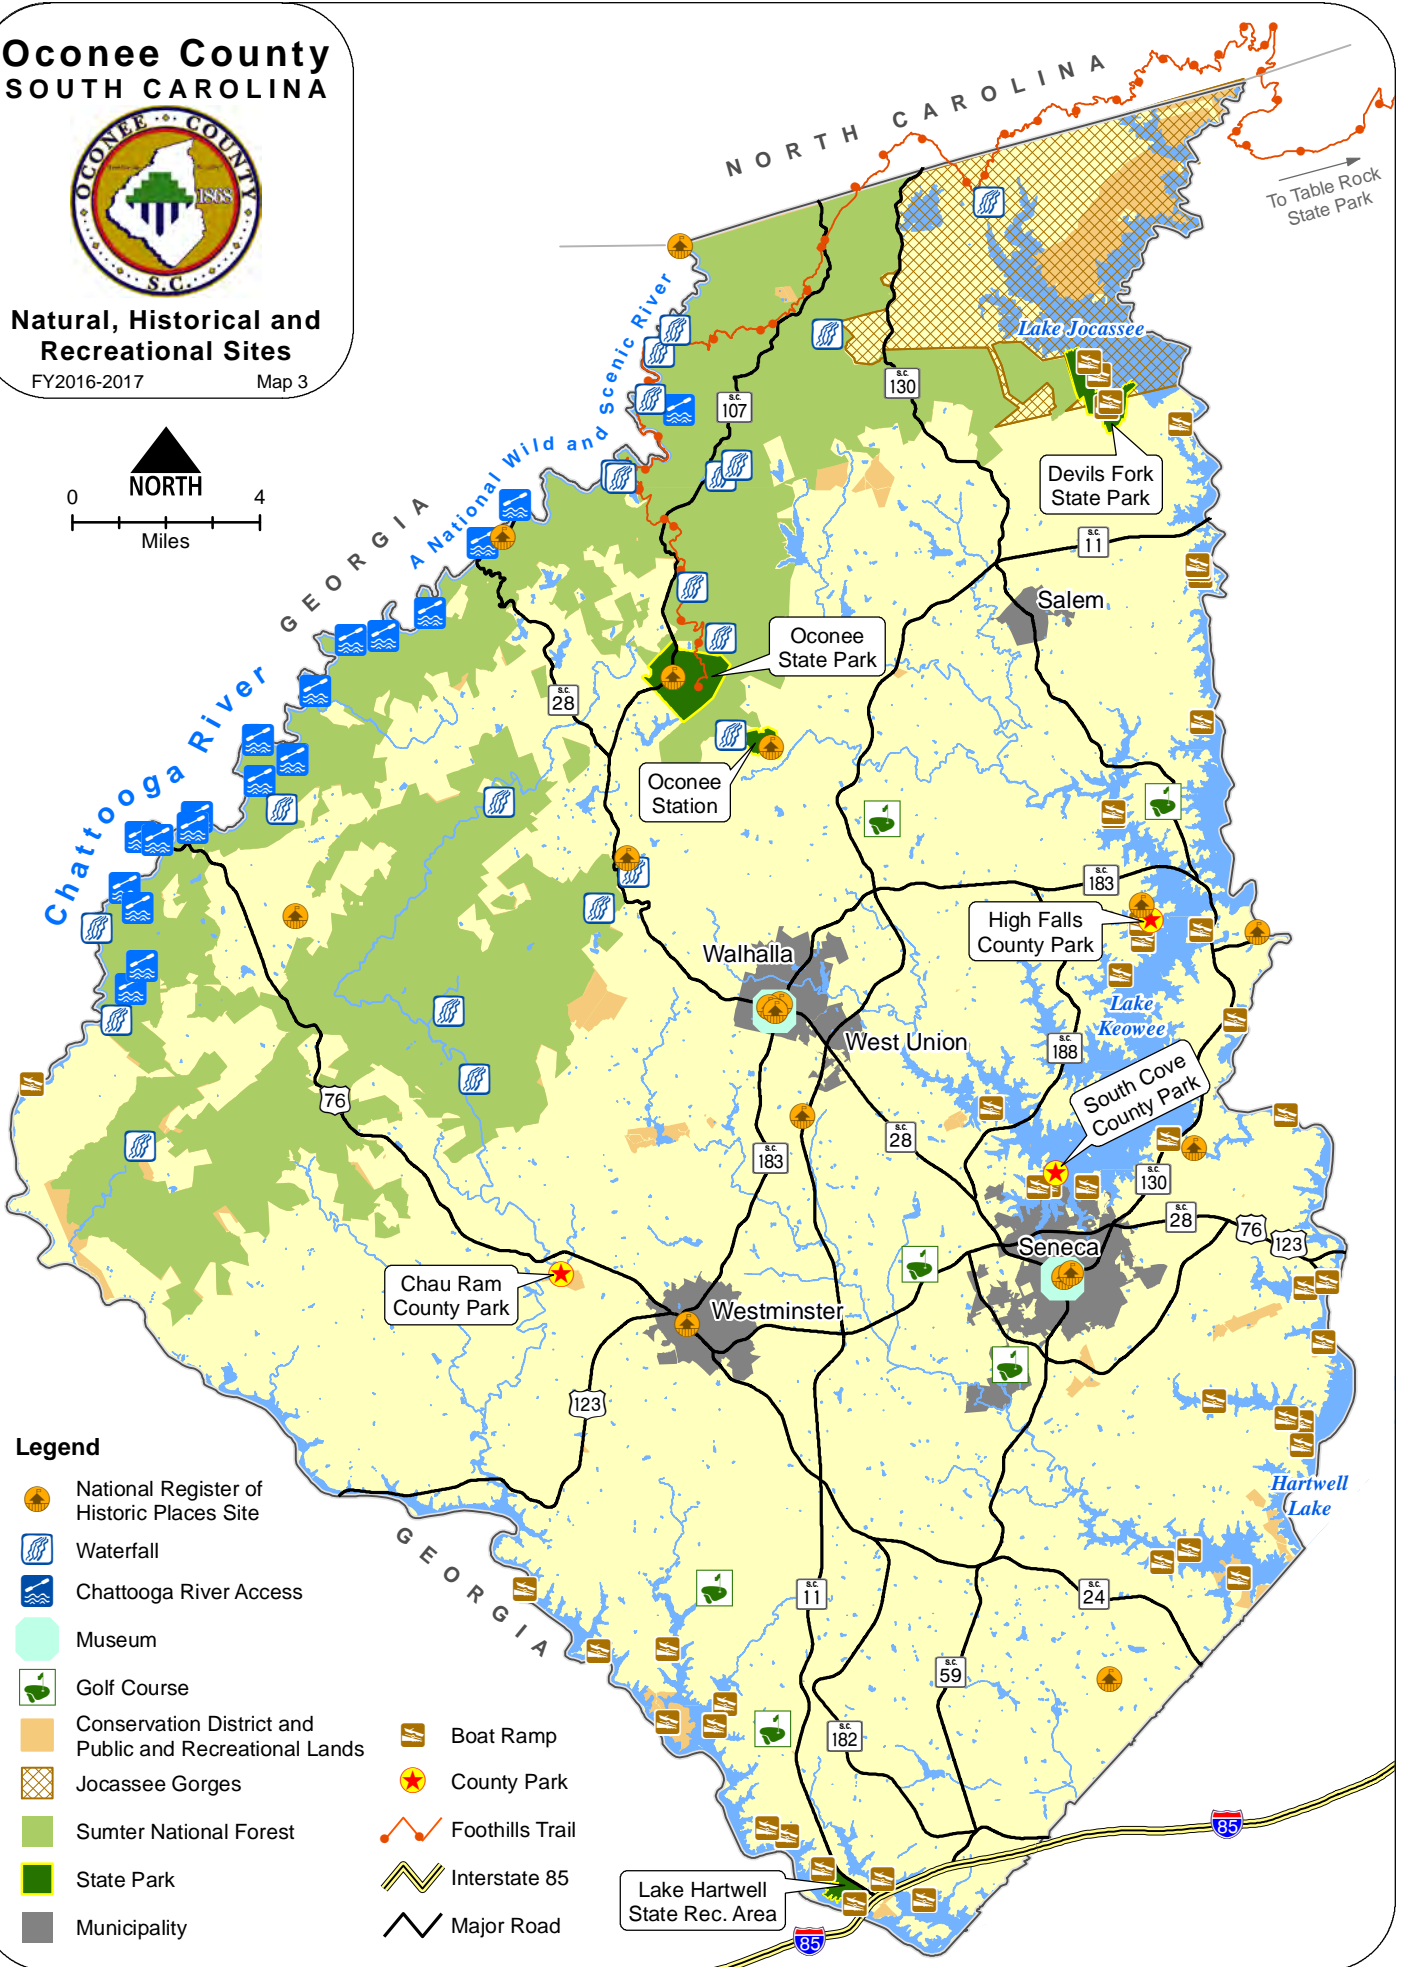 Oconee County
SOUTH CAROLINA
OCONEE COUNTY
1868
S.C.
Natural, Historical and
Recreational Sites
FY2016-2017 Map 3
NORTH
0 4
Miles
NORTH CAROLINA
To Table Rock
State Park
Lake Jocassee
A National Wild and Scenic River
S.C.
107
S.C.
130
Devils Fork
State Park
S.C.
11
GEORGIA
Salem
Oconee
State Park
S.C.
28
Chattooga River
Oconee
Station
S.C.
183
High Falls
County Park
Walhalla
Lake
Keowee
West Union
S.C.
188
South Cove
County Park
76
S.C.
28
S.C.
183
S.C.
130
S.C.
28
76
123
Seneca
Chau Ram
County Park
Westminster
123
Hartwell
Lake
GEORGIA
S.C.
11
S.C.
24
S.C.
59
S.C.
182
85
Lake Hartwell
State Rec. Area
85
Legend
National Register of
Historic Places Site
Waterfall
Chattooga River Access
Museum
Golf Course
Conservation District and
Public and Recreational Lands
Jocassee Gorges
Sumter National Forest
State Park
Municipality
Boat Ramp
County Park
Foothills Trail
Interstate 85
Major Road